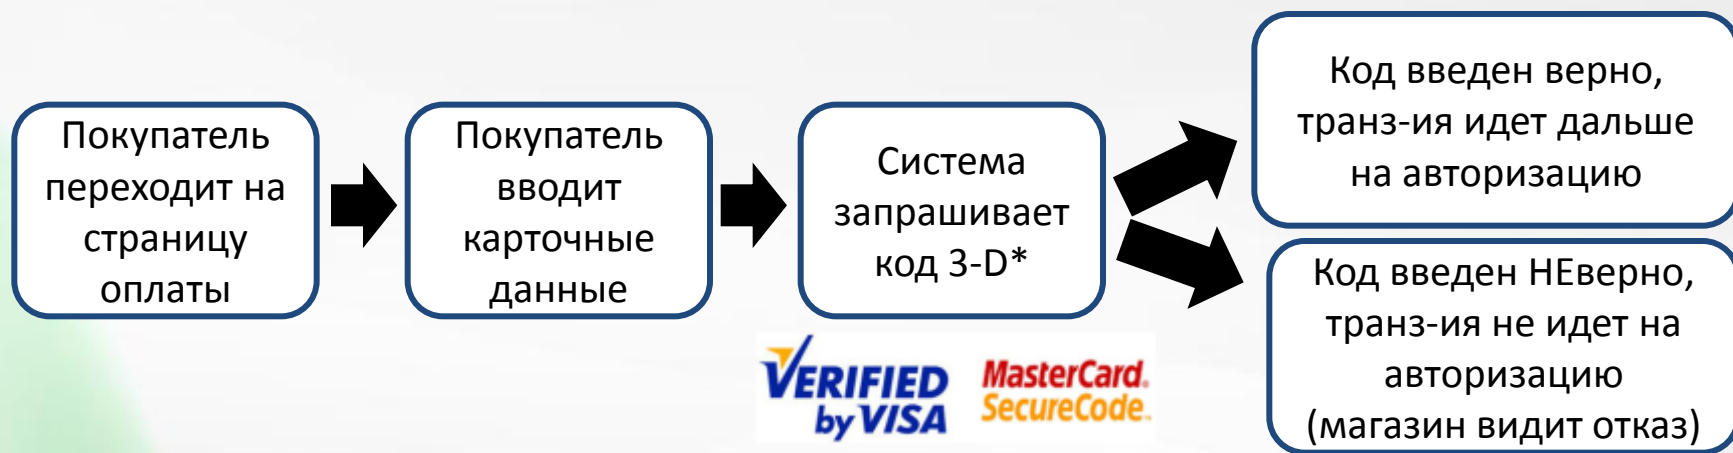 Покупатель
переходит на
страницу
оплаты
Покупатель
вводит
карточные
данные
Система
запрашивает
код 3-D*
VERIFIED
by VISA
MasterCard.
SecureCode.
Код введен верно,
транз-ия идет дальше
на авторизацию
Код введен НЕверно,
транз-ия не идет на
авторизацию
(магазин видит отказ)